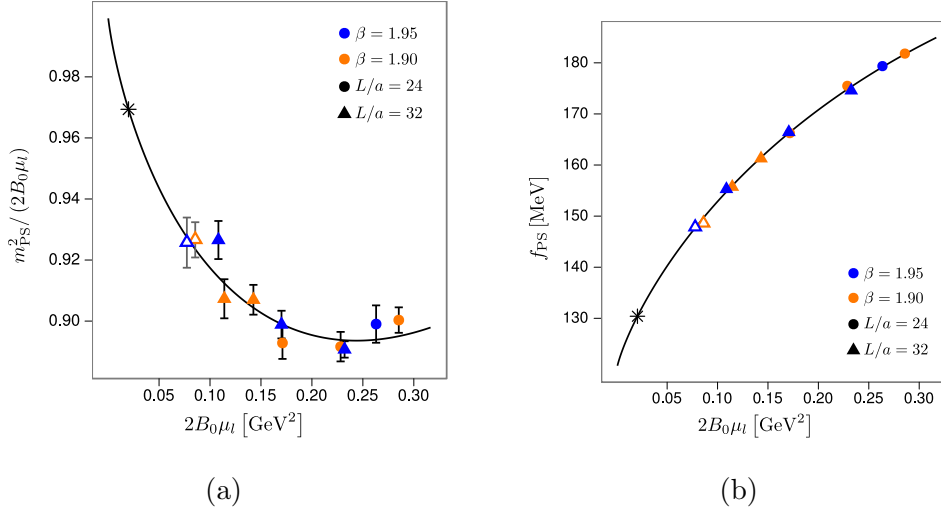 β = 1.95
β = 1.90
L/a = 24
L/a = 32
0.98
0.96
0.94
0.92
0.90
m²_PS/(2B₀μ_l)
0.05 0.10 0.15 0.20 0.25 0.30
2B₀μ_l [GeV²]
(a)
180
170
160
150
140
130
f_PS [MeV]
β = 1.95
β = 1.90
L/a = 24
L/a = 32
0.05 0.10 0.15 0.20 0.25 0.30
2B₀μ_l [GeV²]
(b)